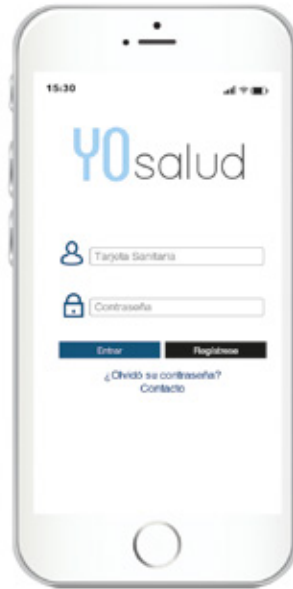 15:30
YOsalud
Tarjeta Sanitaria
Contraseña
Entrar Regístrese
¿Olvidó su contraseña?
Contacto